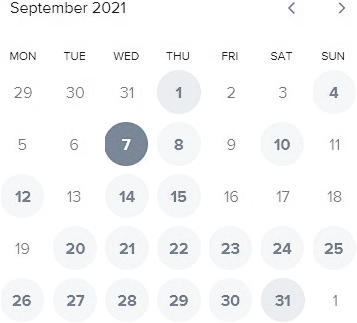 September 2021
MON TUE WED THU FRI SAT SUN
29 30 31 1 2 3 4
5 6 7 8 9 10 11
12 13 14 15 16 17 18
19 20 21 22 23 24 25
26 27 28 29 30 31 1